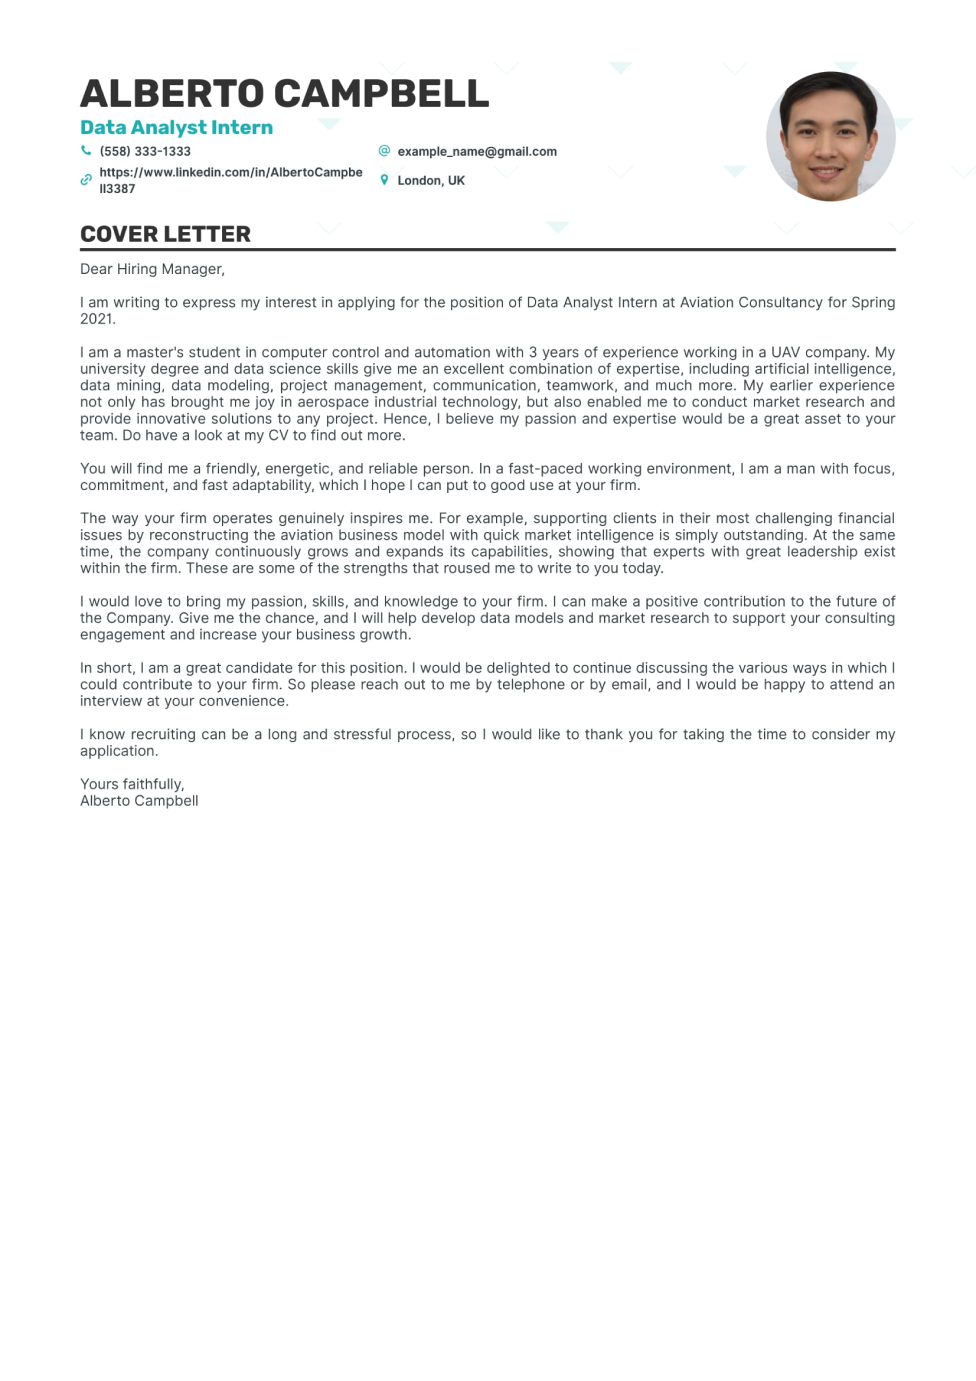 ALBERTO CAMPBELL
Data Analyst Intern
(558) 333-1333
@ example_name@gmail.com
https://www.linkedin.com/in/AlbertoCampbe
ll3387
London, UK
COVER LETTER
Dear Hiring Manager,
I am writing to express my interest in applying for the position of Data Analyst Intern at Aviation Consultancy for Spring
2021.
I am a master's student in computer control and automation with 3 years of experience working in a UAV company. My
university degree and data science skills give me an excellent combination of expertise, including artificial intelligence,
data mining, data modeling, project management, communication, teamwork, and much more. My earlier experience
not only has brought me joy in aerospace industrial technology, but also enabled me to conduct market research and
provide innovative solutions to any project. Hence, I believe my passion and expertise would be a great asset to your
team. Do have a look at my CV to find out more.
You will find me a friendly, energetic, and reliable person. In a fast-paced working environment, I am a man with focus,
commitment, and fast adaptability, which I hope I can put to good use at your firm.
The way your firm operates genuinely inspires me. For example, supporting clients in their most challenging financial
issues by reconstructing the aviation business model with quick market intelligence is simply outstanding. At the same
time, the company continuously grows and expands its capabilities, showing that experts with great leadership exist
within the firm. These are some of the strengths that roused me to write to you today.
I would love to bring my passion, skills, and knowledge to your firm. I can make a positive contribution to the future of
the Company. Give me the chance, and I will help develop data models and market research to support your consulting
engagement and increase your business growth.
In short, I am a great candidate for this position. I would be delighted to continue discussing the various ways in which I
could contribute to your firm. So please reach out to me by telephone or by email, and I would be happy to attend an
interview at your convenience.
I know recruiting can be a long and stressful process, so I would like to thank you for taking the time to consider my
application.
Yours faithfully,
Alberto Campbell